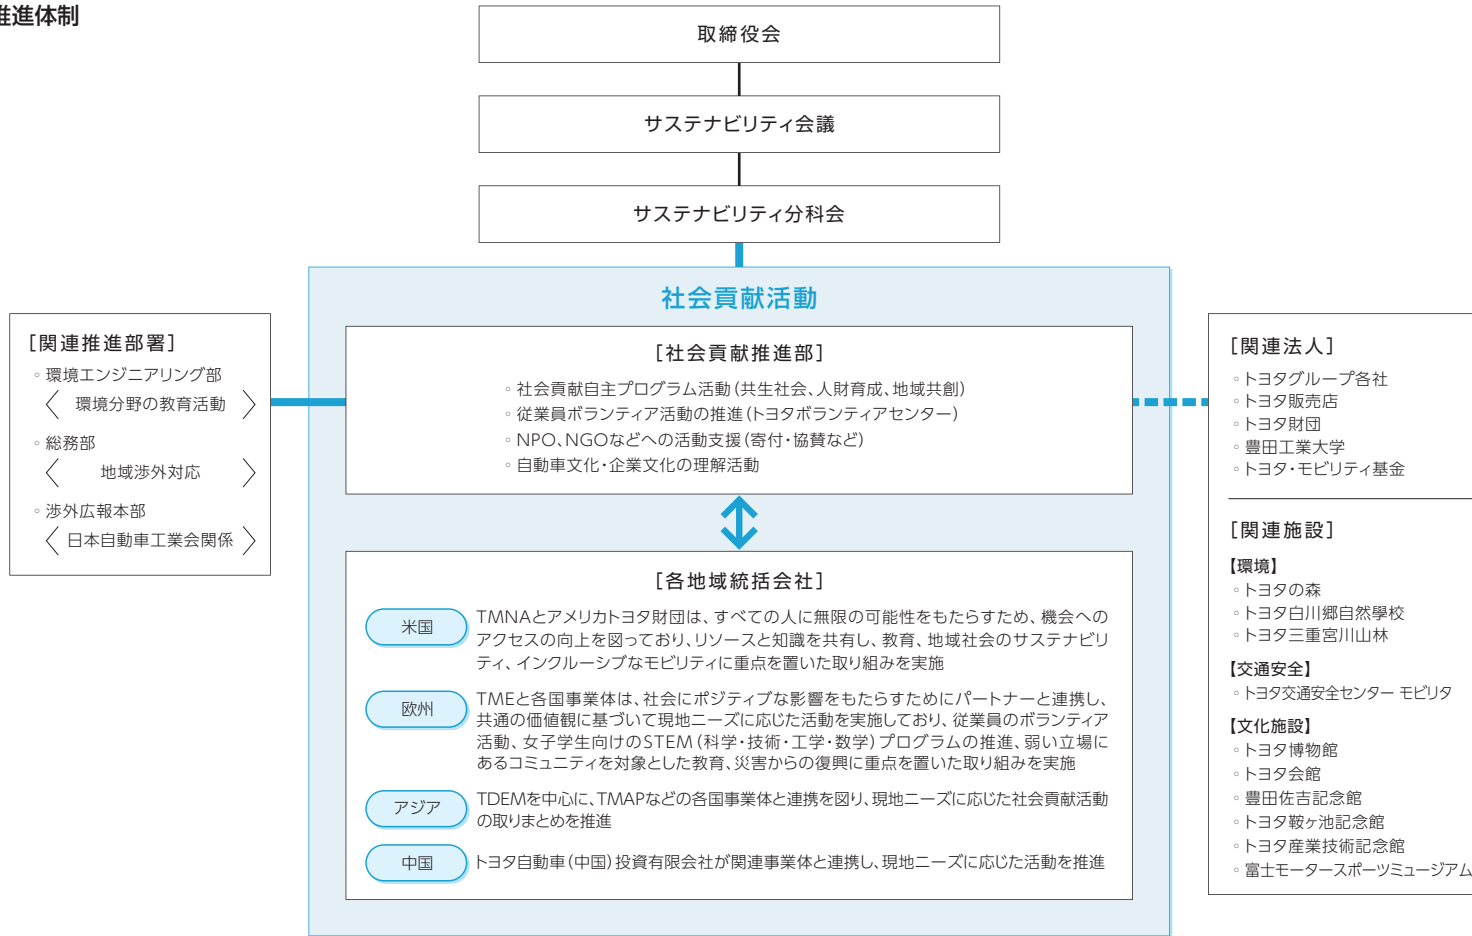 推進体制
取締役会
サステナビリティ会議
サステナビリティ分科会
社会貢献活動
［関連推進部署］
◦環境エンジニアリング部
〈 環境分野の教育活動 〉
◦総務部
〈 地域渉外対応 〉
◦渉外広報本部
〈 日本自動車工業会関係 〉
［社会貢献推進部］
◦社会貢献自主プログラム活動（共生社会、人財育成、地域共創）
◦従業員ボランティア活動の推進（トヨタボランティアセンター）
◦NPO、NGOなどへの活動支援（寄付・協賛など）
◦自動車文化・企業文化の理解活動
［各地域統括会社］
米国
TMNAとアメリカトヨタ財団は、すべての人に無限の可能性をもたらすため、機会への
アクセスの向上を図っており、リソースと知識を共有し、教育、地域社会のサステナビリ
ティ、インクルーシブなモビリティに重点を置いた取り組みを実施
欧州
TMEと各国事業体は、社会にポジティブな影響をもたらすためにパートナーと連携し、
共通の価値観に基づいて現地ニーズに応じた活動を実施しており、従業員のボランティア
活動、女子学生向けのSTEM（科学・技術・工学・数学）プログラムの推進、弱い立場に
あるコミュニティを対象とした教育、災害からの復興に重点を置いた取り組みを実施
アジア
TDEMを中心に、TMAPなどの各国事業体と連携を図り、現地ニーズに応じた社会貢献活動
の取りまとめを推進
中国
トヨタ自動車（中国）投資有限会社が関連事業体と連携し、現地ニーズに応じた活動を推進
［関連法人］
◦トヨタグループ各社
◦トヨタ販売店
◦トヨタ財団
◦豊田工業大学
◦トヨタ・モビリティ基金
［関連施設］
【環境】
◦トヨタの森
◦トヨタ白川郷自然學校
◦トヨタ三重宮川山林
【交通安全】
◦トヨタ交通安全センター モビリタ
【文化施設】
◦トヨタ博物館
◦トヨタ会館
◦豊田佐吉記念館
◦トヨタ鞍ヶ池記念館
◦トヨタ産業技術記念館
◦富士モータースポーツミュージアム